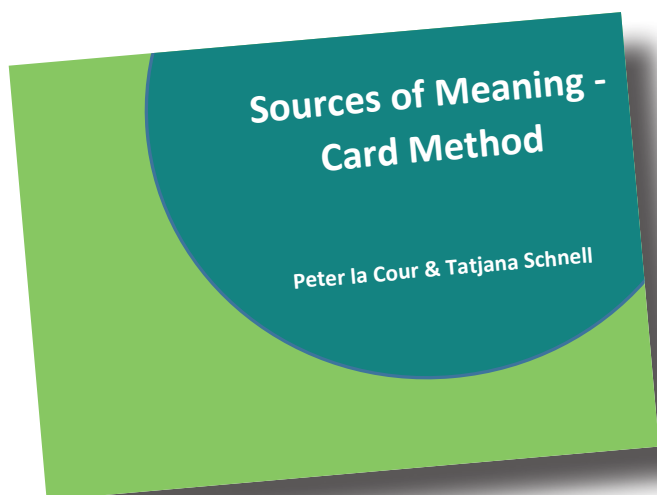 Sources of Meaning -
Card Method
Peter la Cour & Tatjana Schnell